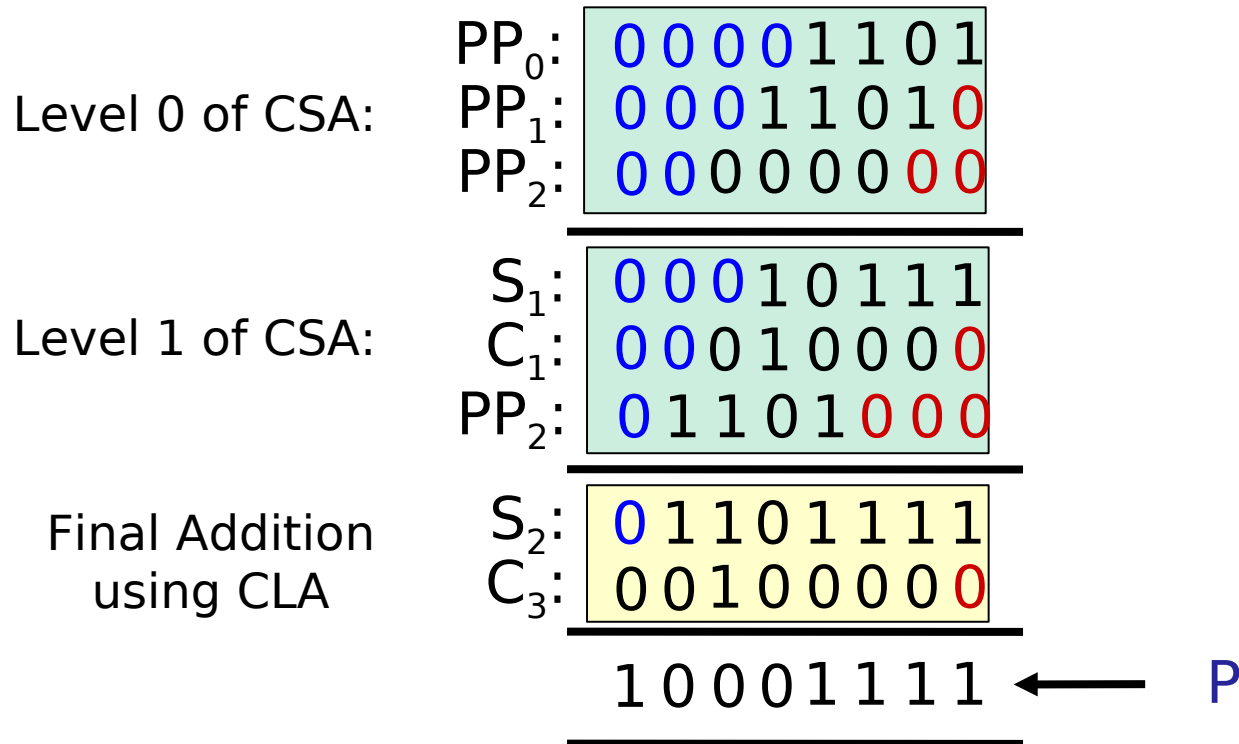 PP0: 0 0 0 0 1 1 0 1
Level 0 of CSA: PP1: 0 0 0 1 1 0 1 0
PP2: 0 0 0 0 0 0 0 0
S1: 0 0 0 1 0 1 1 1
Level 1 of CSA: C1: 0 0 0 1 0 0 0 0
PP2: 0 1 1 0 1 0 0 0
Final Addition S2: 0 1 1 0 1 1 1 1
using CLA C3: 0 0 1 0 0 0 0 0
1 0 0 0 1 1 1 1 P